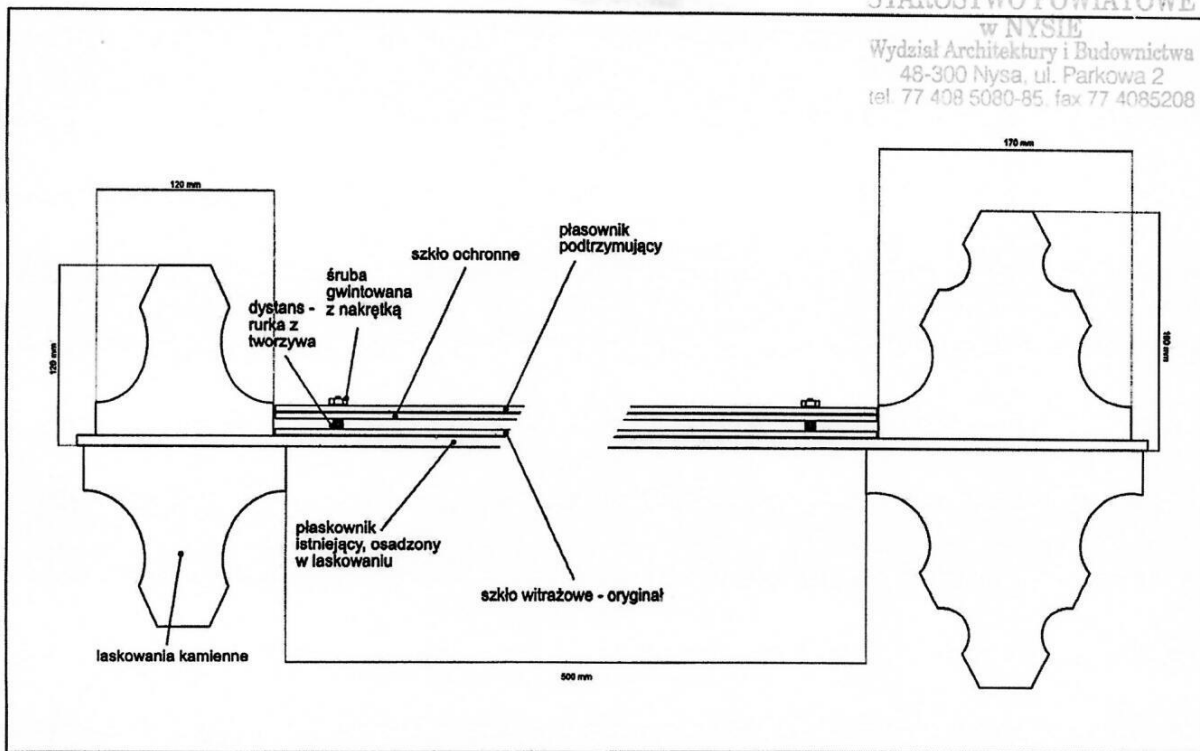 STAROSTWO POWIATOWE
w NYSIE
Wydział Architektury i Budownictwa
48-300 Nysa, ul. Parkowa 2
tel. 77 408 5080-85, fax 77 4085208
170 mm
120 mm
płasownik
podtrzymujący
szkło ochronne
śruba
gwintowana
z nakrętką
dystans -
rurka z
tworzywa
120 mm
160 mm
płaskownik
istniejący, osadzony
w laskowaniu
szkło witrażowe - oryginał
laskowania kamienne
500 mm